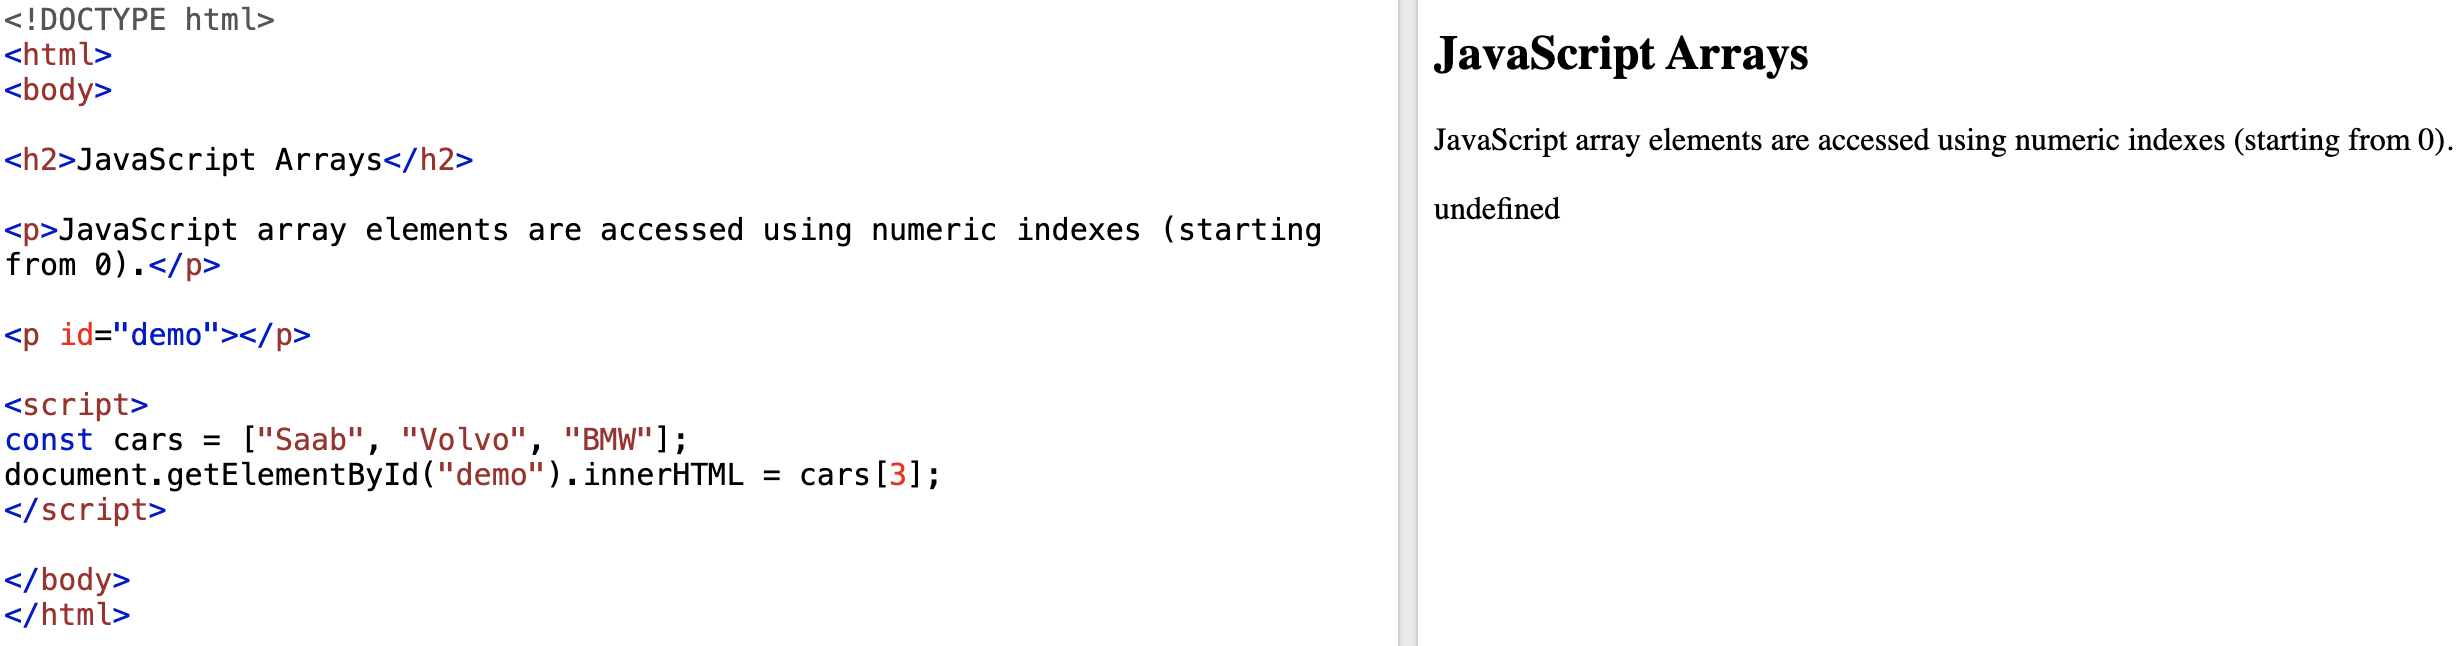 <!DOCTYPE html>
<html>
<body>
<h2>JavaScript Arrays</h2>
<p>JavaScript array elements are accessed using numeric indexes (starting
from 0).</p>
<p id="demo"></p>
<script>
const cars = ["Saab", "Volvo", "BMW"];
document.getElementById("demo").innerHTML = cars[3];
</script>
</body>
</html>
JavaScript Arrays
JavaScript array elements are accessed using numeric indexes (starting from 0).
undefined